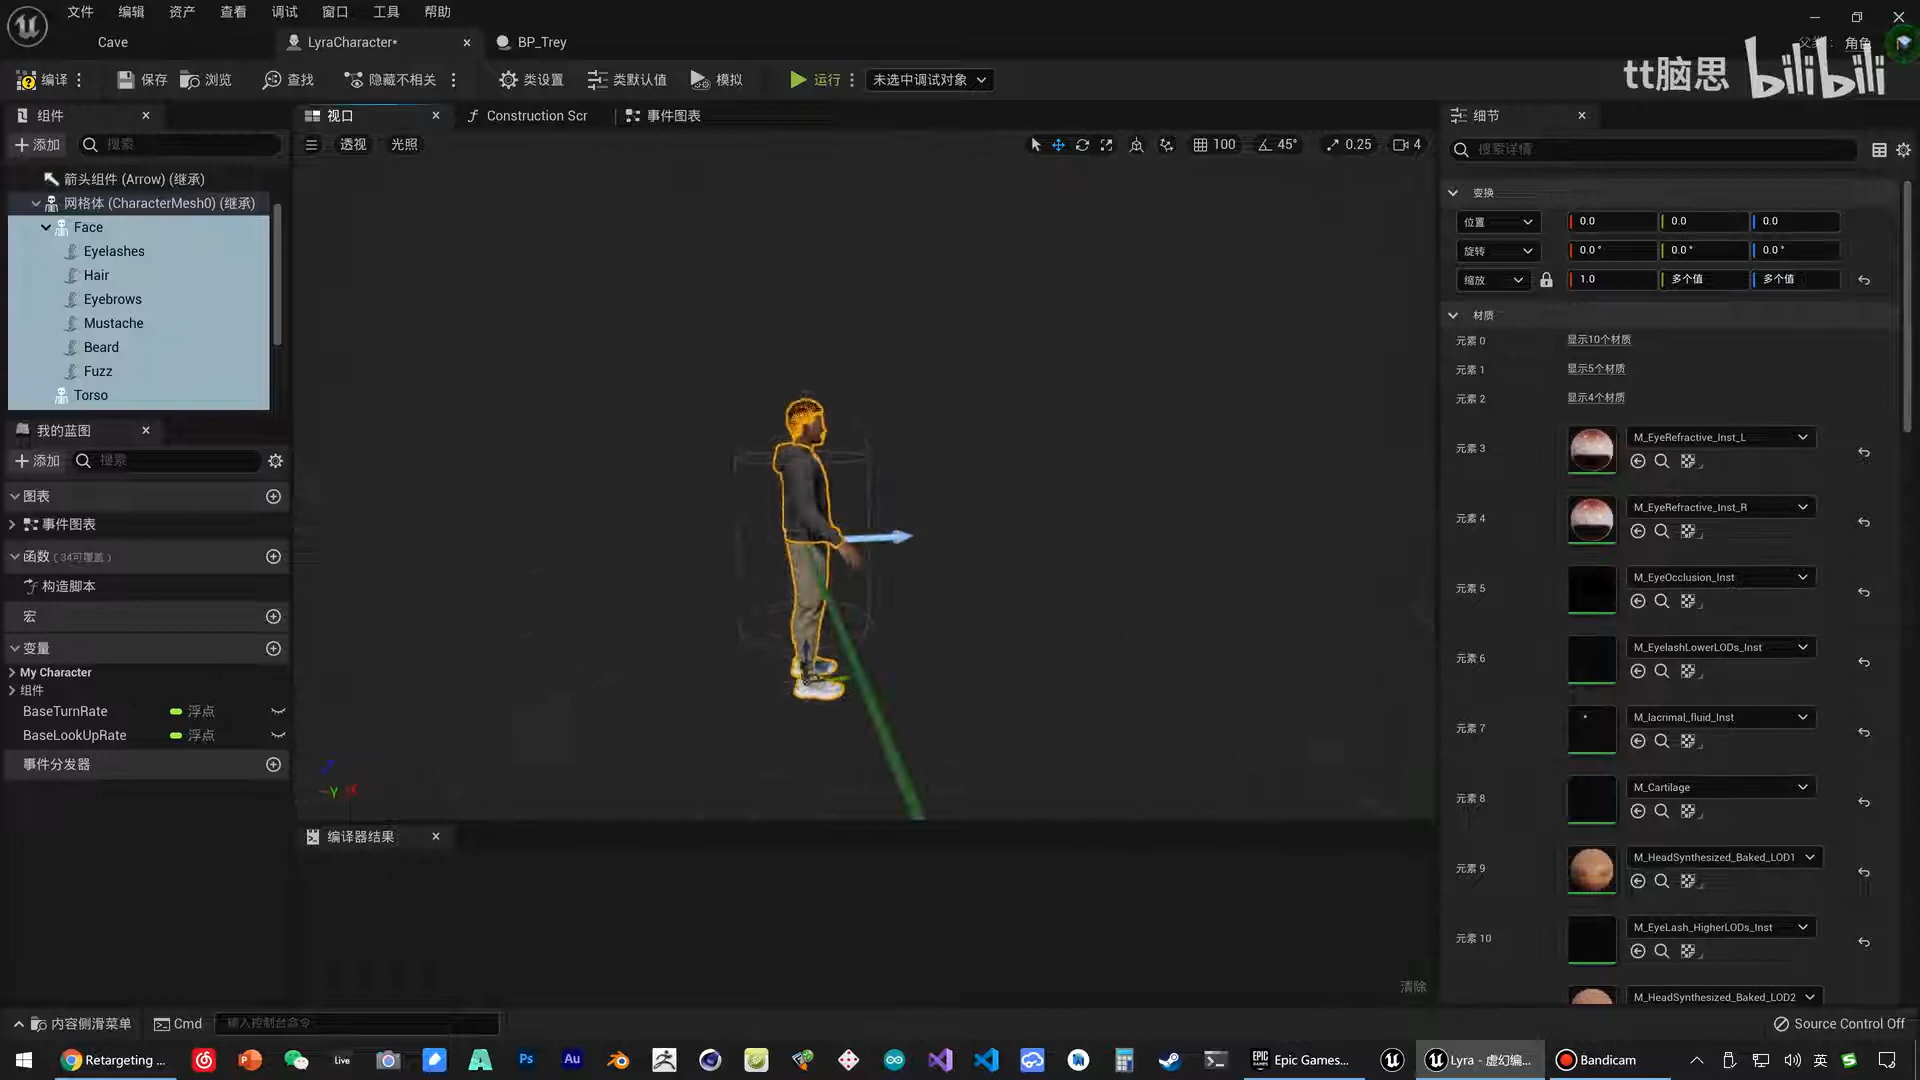 文件 编辑 资产 查看 调试 窗口 工具 帮助
Cave LyraCharacter* BP_Trey
父类: 角色
编译 保存 浏览 查找 隐藏不相关 类设置 类默认值 模拟 运行 未选中调试对象
tt脑思 bilibili
组件 视口 Construction Scr 事件图表 细节
添加 搜索 透视 光照 100 45° 0.25 4 搜索详情
箭头组件 (Arrow) (继承)
网格体 (CharacterMesh0) (继承)
Face
Eyelashes
Hair
Eyebrows
Mustache
Beard
Fuzz
Torso
我的蓝图
添加 搜索
图表
事件图表
函数 (34可覆盖)
构造脚本
宏
变量
My Character
组件
BaseTurnRate 浮点
BaseLookUpRate 浮点
事件分发器
变换
位置 0.0 0.0 0.0
旋转 0.0° 0.0° 0.0°
缩放 1.0 多个值 多个值
材质
元素 0 显示10个材质
元素 1 显示5个材质
元素 2 显示4个材质
元素 3 M_EyeRefractive_Inst_L
元素 4 M_EyeRefractive_Inst_R
元素 5 M_EyeOcclusion_Inst
元素 6 M_EyelashLowerLODs_Inst
元素 7 M_lacrimal_fluid_Inst
元素 8 M_Cartilage
元素 9 M_HeadSynthesized_Baked_LOD1
元素 10 M_EyeLash_HigherLODs_Inst
M_HeadSynthesized_Baked_LOD2
Y X
编译器结果
清除
内容侧滑菜单 Cmd 输入控制台命令 Source Control Off
Retargeting ... Live Ps Au EPIC GAMES Epic Games... Lyra - 虚幻编... Bandicam 英